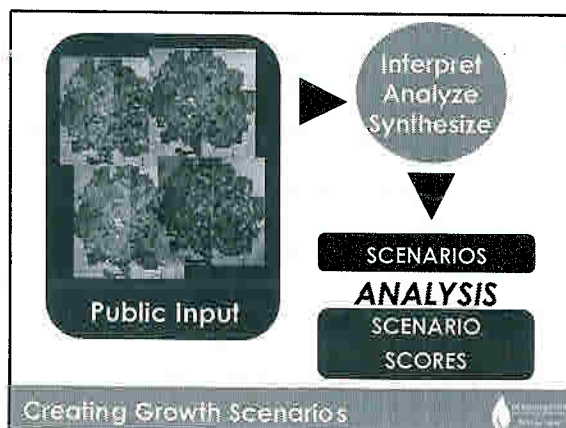 Public Input
Interpret
Analyze
Synthesize
SCENARIOS
ANALYSIS
SCENARIO
SCORES
Creating Growth Scenarios